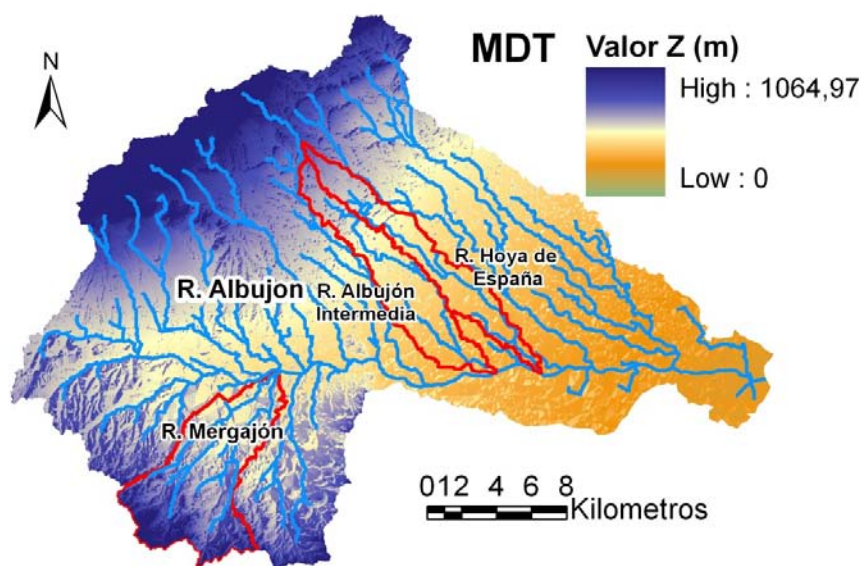 N
MDT
Valor Z (m)
High : 1064,97
Low : 0
R. Albujon
R. Albujón
Intermedia
R. Hoya de
España
R. Mergajón
012 4 6 8
Kilometros